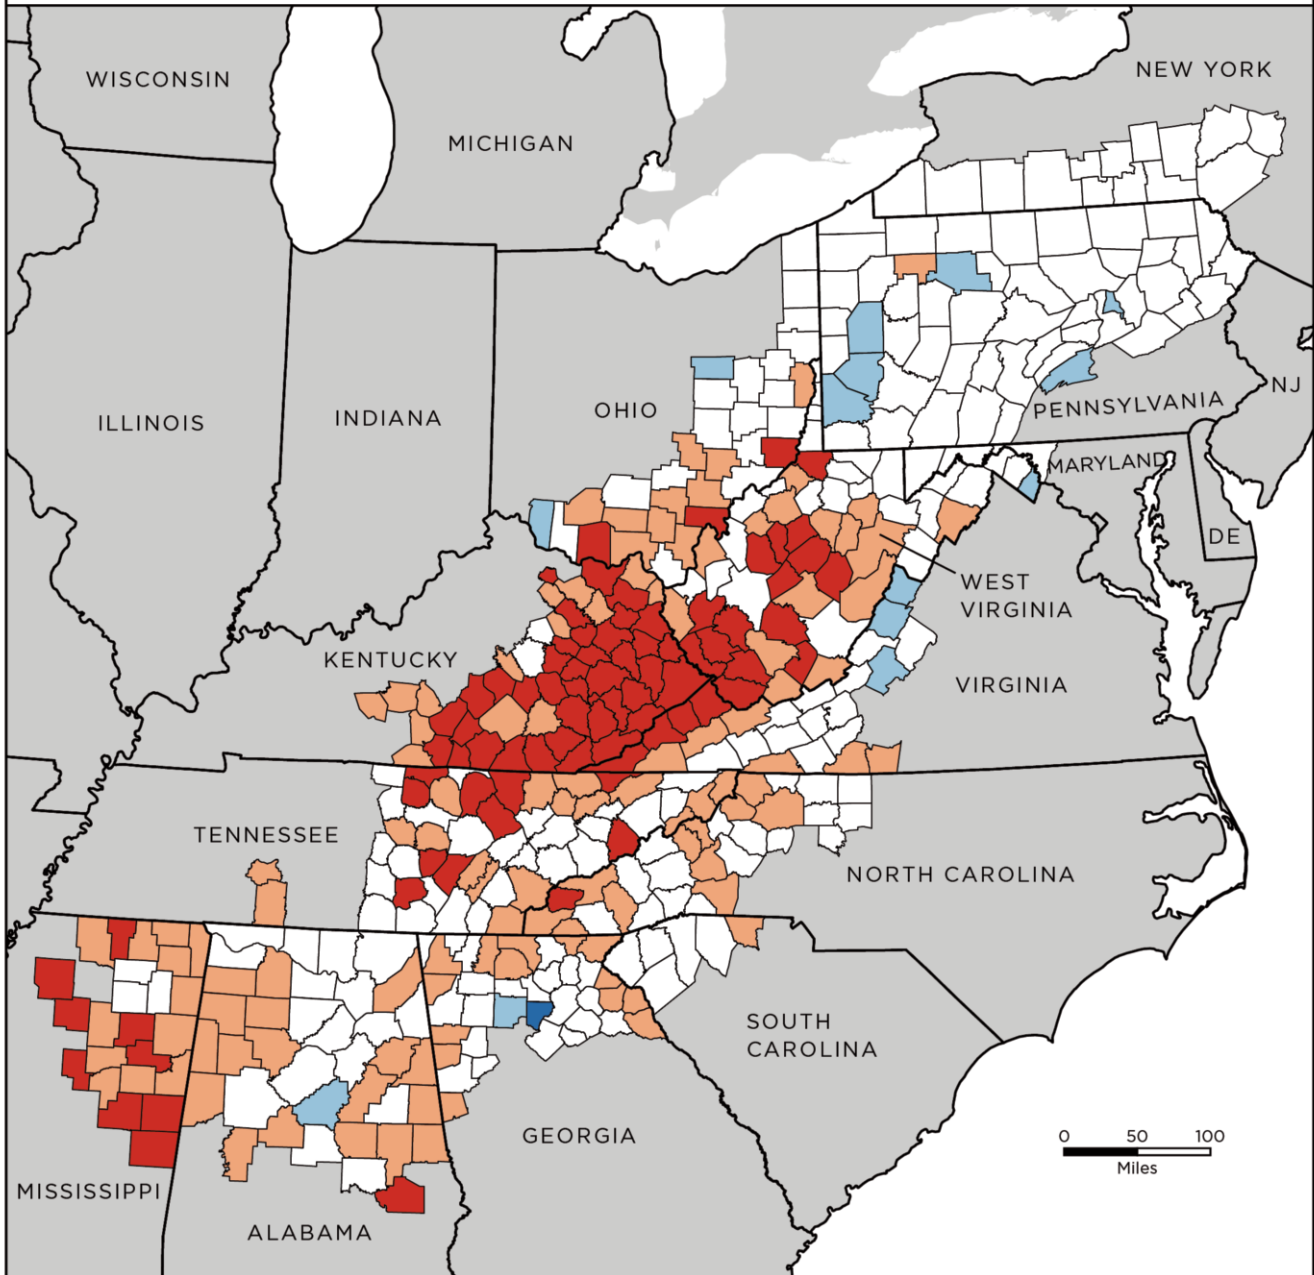 NEW YORK
WISCONSIN
MICHIGAN
NJ
PENNSYLVANIA
OHIO
INDIANA
ILLINOIS
MARYLAND
DE
WEST
VIRGINIA
KENTUCKY
VIRGINIA
TENNESSEE
NORTH CAROLINA
SOUTH
CAROLINA
GEORGIA
0 50 100
Miles
MISSISSIPPI
ALABAMA